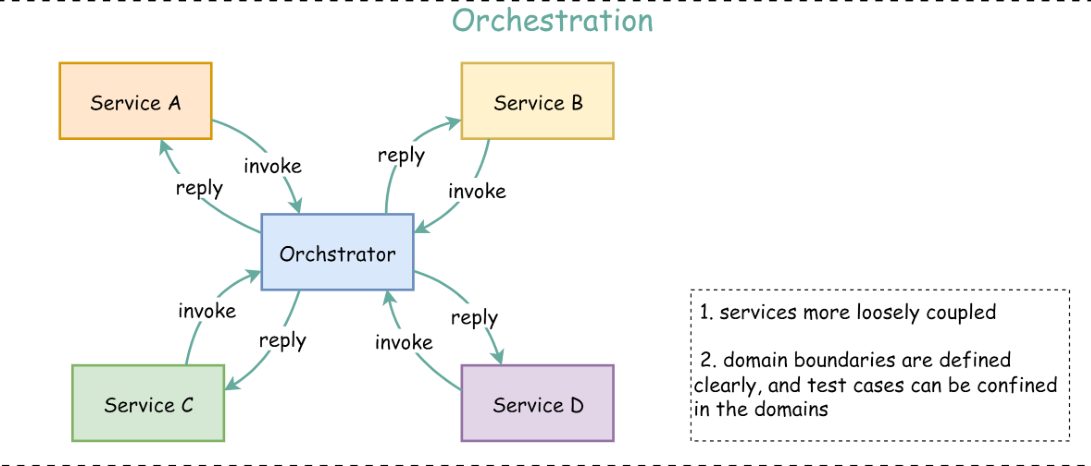 Orchestration
Service A
Service B
invoke
reply
reply
invoke
Orchstrator
invoke
reply
reply
invoke
Service C
Service D
1. services more loosely coupled
2. domain boundaries are defined
clearly, and test cases can be confined
in the domains